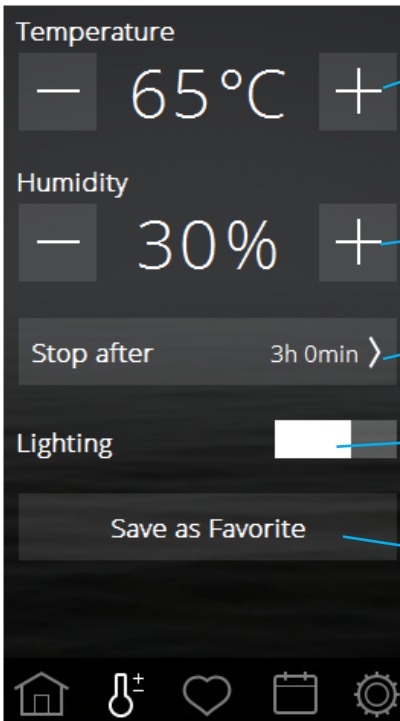 Temperature
65°C
Humidity
30%
Stop after 3h 0min
Lighting
Save as Favorite